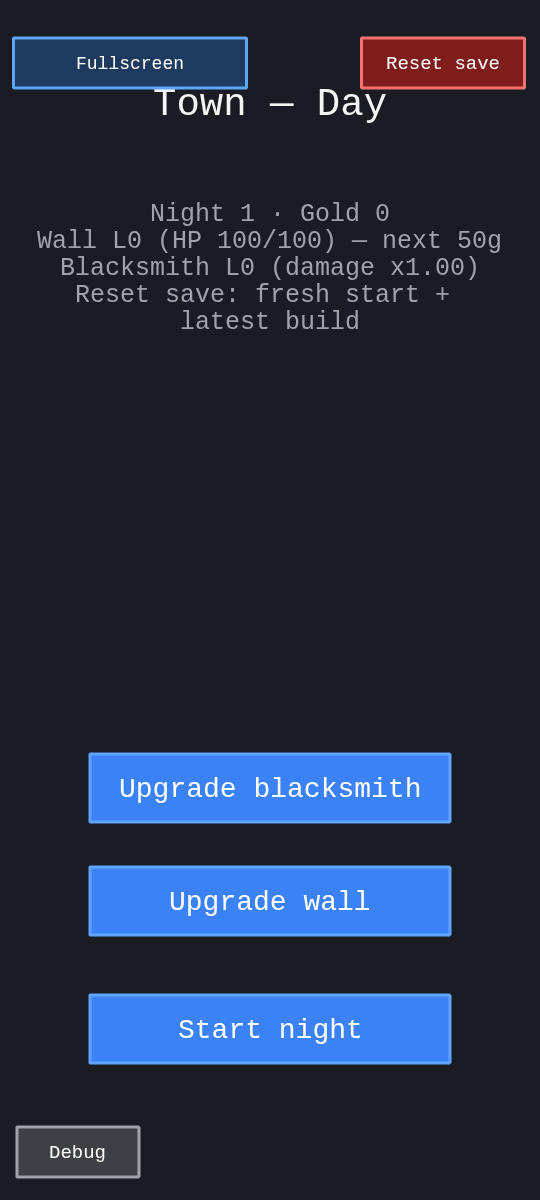 Fullscreen
Reset save
Town — Day
Night 1 · Gold 0
Wall L0 (HP 100/100) — next 50g
Blacksmith L0 (damage x1.00)
Reset save: fresh start +
latest build
Upgrade blacksmith
Upgrade wall
Start night
Debug